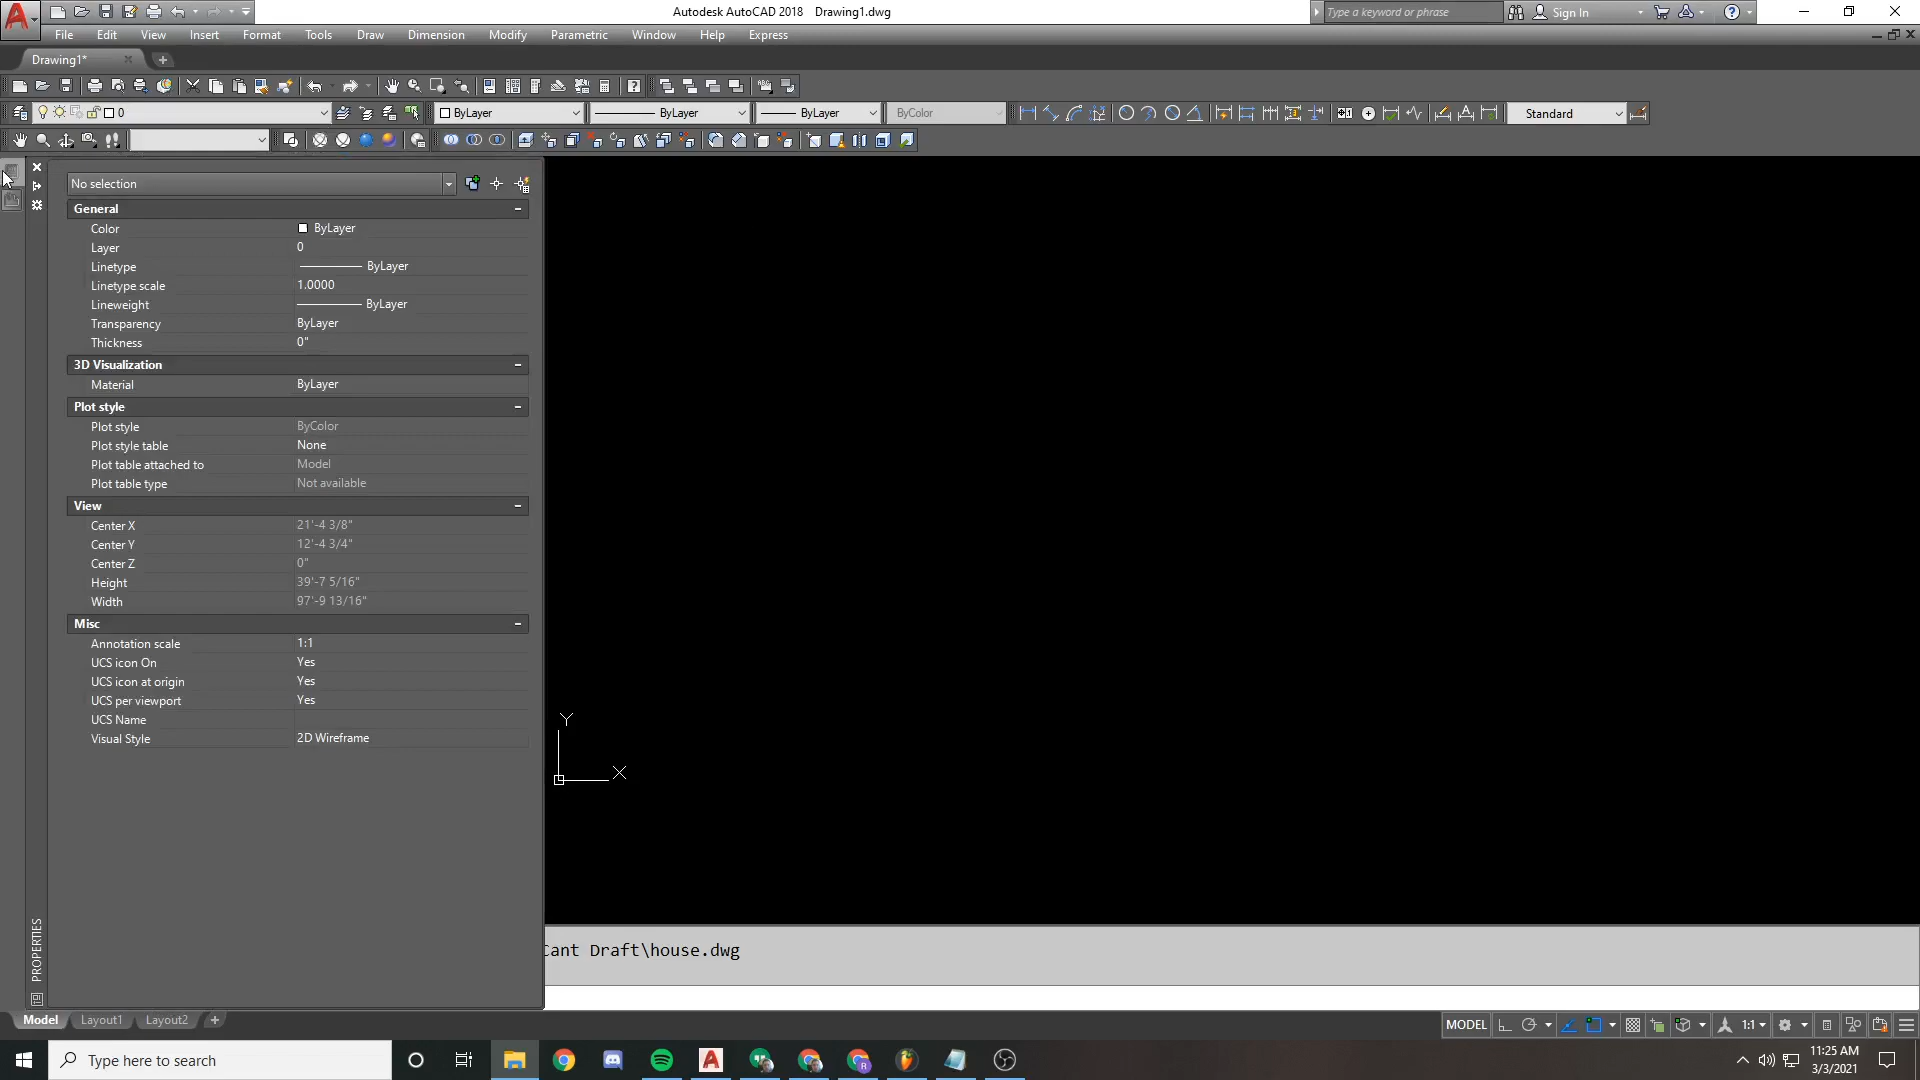 Autodesk AutoCAD 2018 Drawing1.dwg
Type a keyword or phrase
Sign In
File Edit View Insert Format Tools Draw Dimension Modify Parametric Window Help Express
Drawing1*
0
ByLayer
ByLayer
ByLayer
ByColor
Standard
No selection
General
Color ByLayer
Layer 0
Linetype ByLayer
Linetype scale 1.0000
Lineweight ByLayer
Transparency ByLayer
Thickness 0"
3D Visualization
Material ByLayer
Plot style
Plot style ByColor
Plot style table None
Plot table attached to Model
Plot table type Not available
View
Center X 21'-4 3/8"
Center Y 12'-4 3/4"
Center Z 0"
Height 39'-7 5/16"
Width 97'-9 13/16"
Misc
Annotation scale 1:1
UCS icon On Yes
UCS icon at origin Yes
UCS per viewport Yes
UCS Name
Visual Style 2D Wireframe
PROPERTIES
Y
X
Cant Draft\house.dwg
Model Layout1 Layout2
MODEL
1:1
Type here to search
11:25 AM
3/3/2021